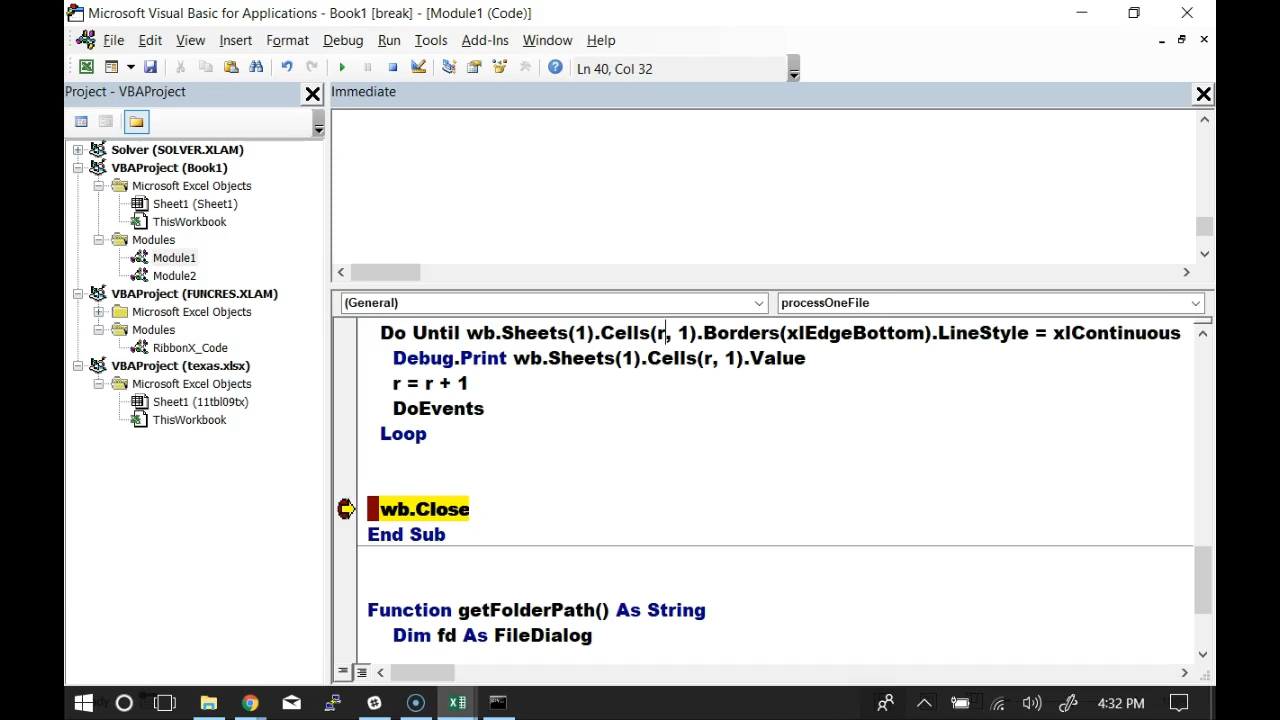 Microsoft Visual Basic for Applications - Book1 [break] - [Module1 (Code)]
File Edit View Insert Format Debug Run Tools Add-Ins Window Help
Ln 40, Col 32
Project - VBAProject
Immediate
Solver (SOLVER.XLAM)
VBAProject (Book1)
Microsoft Excel Objects
Sheet1 (Sheet1)
ThisWorkbook
Modules
Module1
Module2
VBAProject (FUNCRES.XLAM)
Microsoft Excel Objects
Modules
RibbonX_Code
VBAProject (texas.xlsx)
Microsoft Excel Objects
Sheet1 (11tbl09tx)
ThisWorkbook
(General)
processOneFile
Do Until wb.Sheets(1).Cells(r, 1).Borders(xlEdgeBottom).LineStyle = xlContinuous
Debug.Print wb.Sheets(1).Cells(r, 1).Value
r = r + 1
DoEvents
Loop
wb.Close
End Sub
Function getFolderPath() As String
Dim fd As FileDialog
4:32 PM